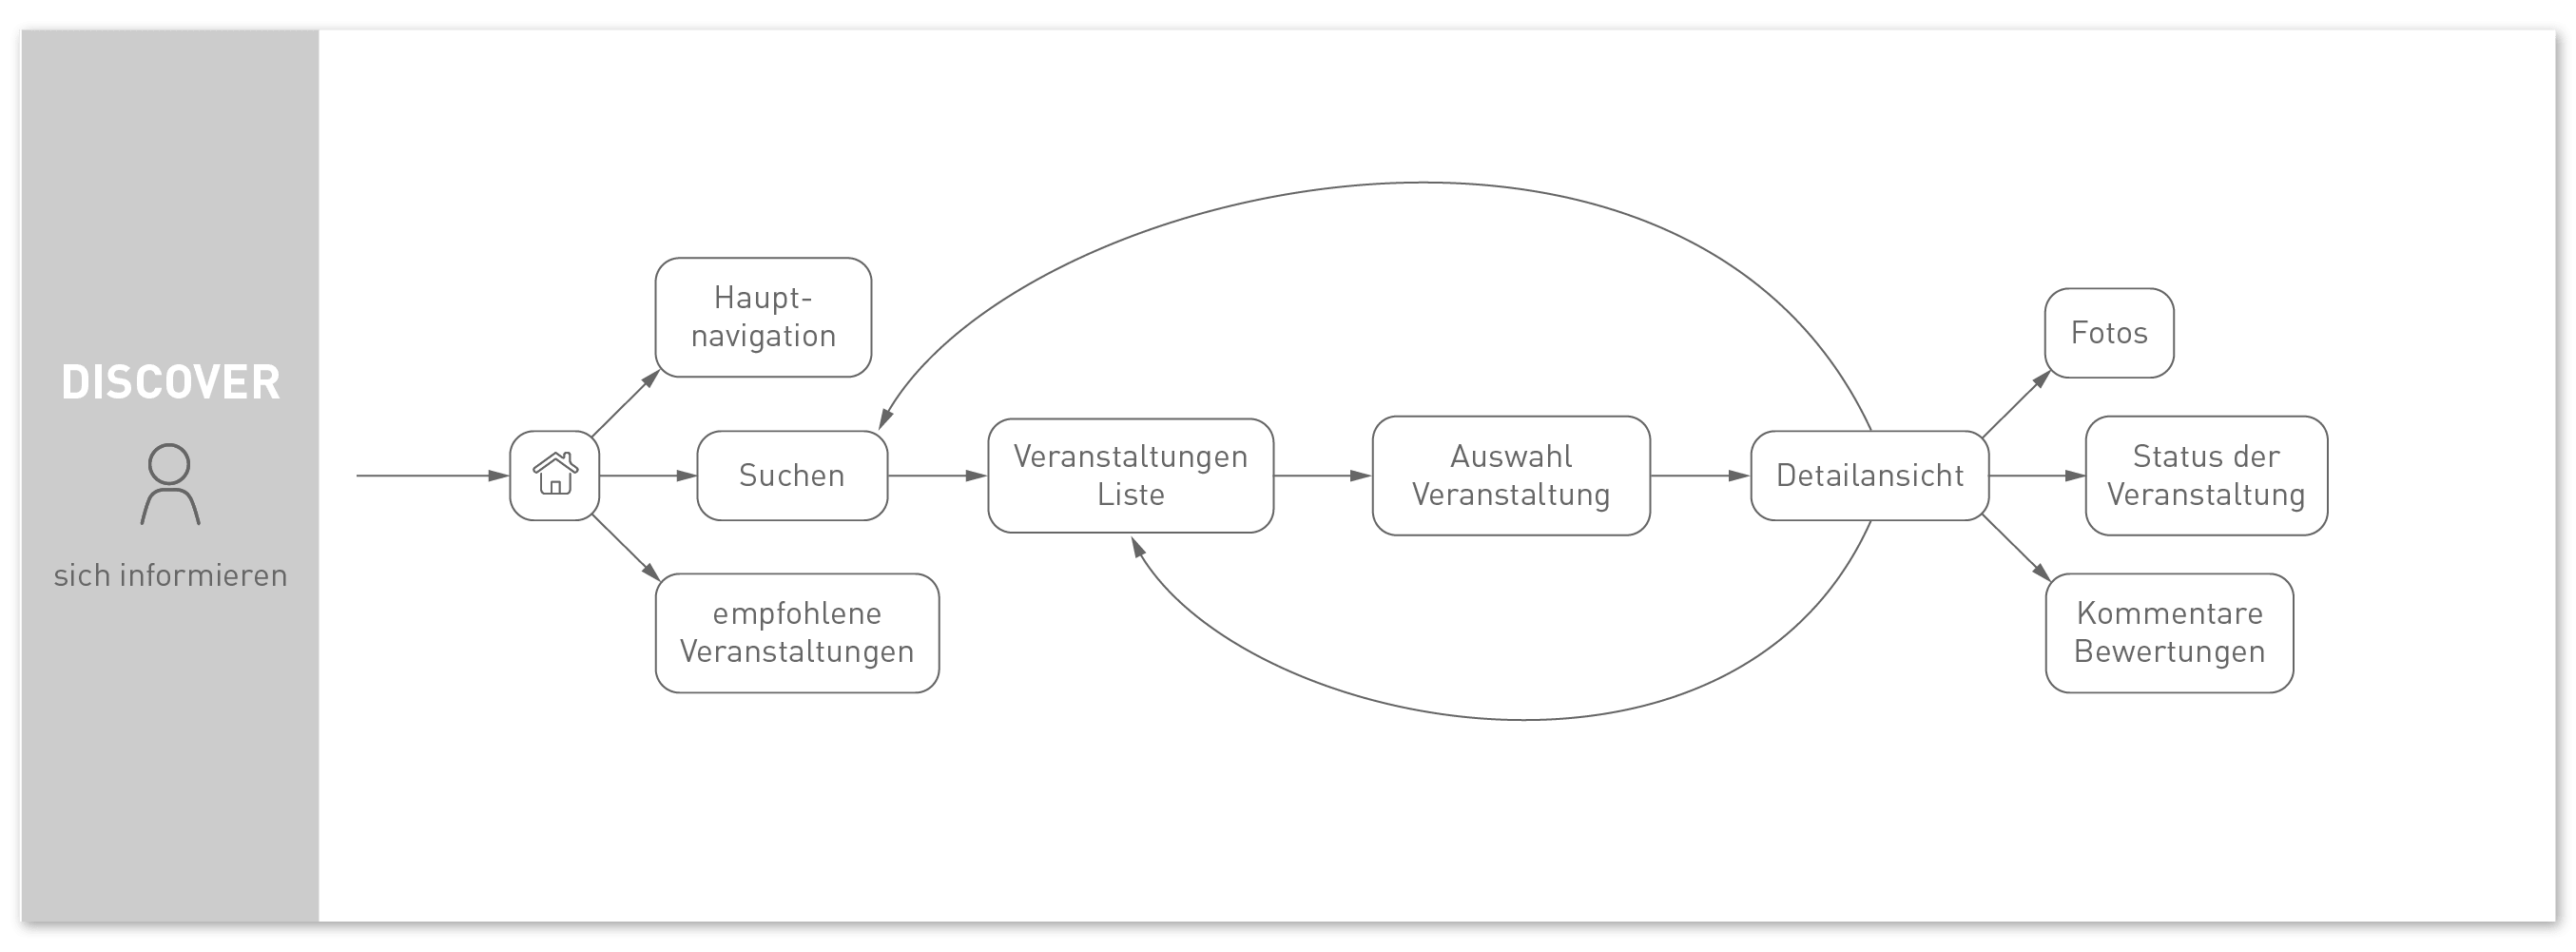 DISCOVER
sich informieren
Haupt-
navigation
Suchen
empfohlene
Veranstaltungen
Veranstaltungen
Liste
Auswahl
Veranstaltung
Detailansicht
Fotos
Status der
Veranstaltung
Kommentare
Bewertungen